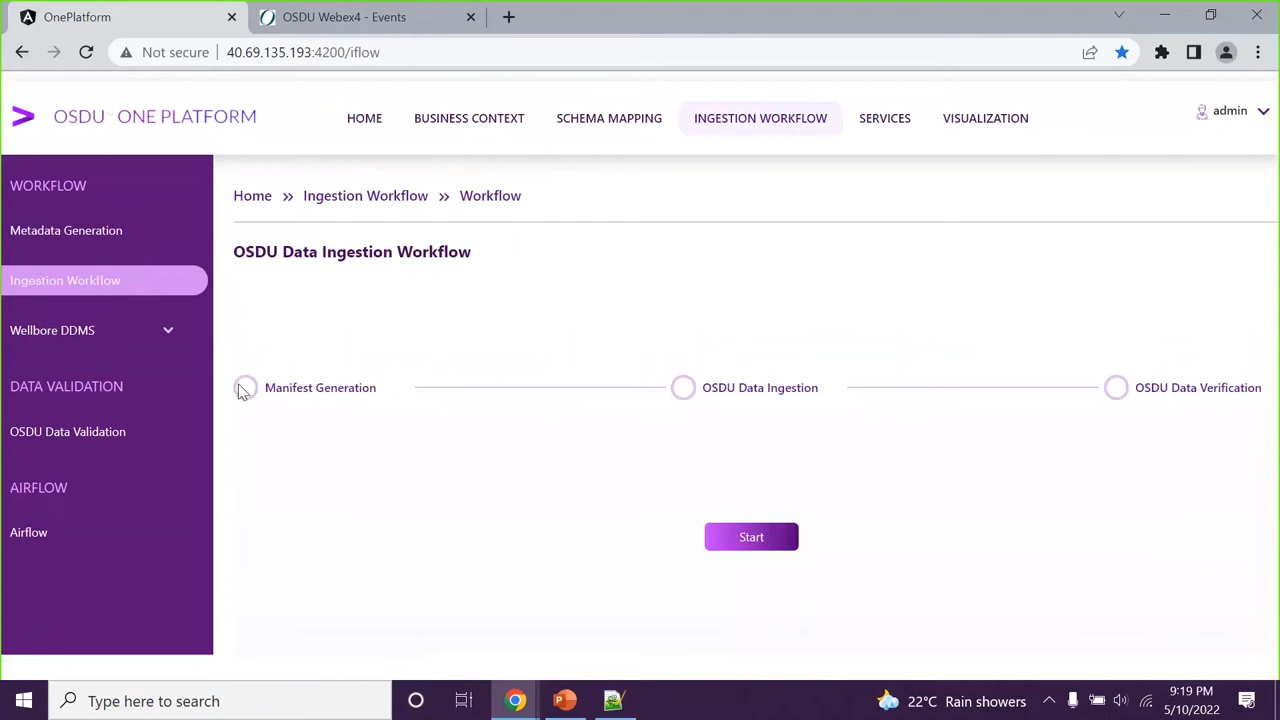 OnePlatform
OSDU Webex4 - Events
Not secure
40.69.135.193:4200/iflow
OSDU ONE PLATFORM
HOME
BUSINESS CONTEXT
SCHEMA MAPPING
INGESTION WORKFLOW
SERVICES
VISUALIZATION
admin
WORKFLOW
Metadata Generation
Ingestion Workflow
Wellbore DDMS
DATA VALIDATION
OSDU Data Validation
AIRFLOW
Airflow
Home » Ingestion Workflow » Workflow
OSDU Data Ingestion Workflow
Manifest Generation
OSDU Data Ingestion
OSDU Data Verification
Start
Type here to search
22°C Rain showers
9:19 PM
5/10/2022